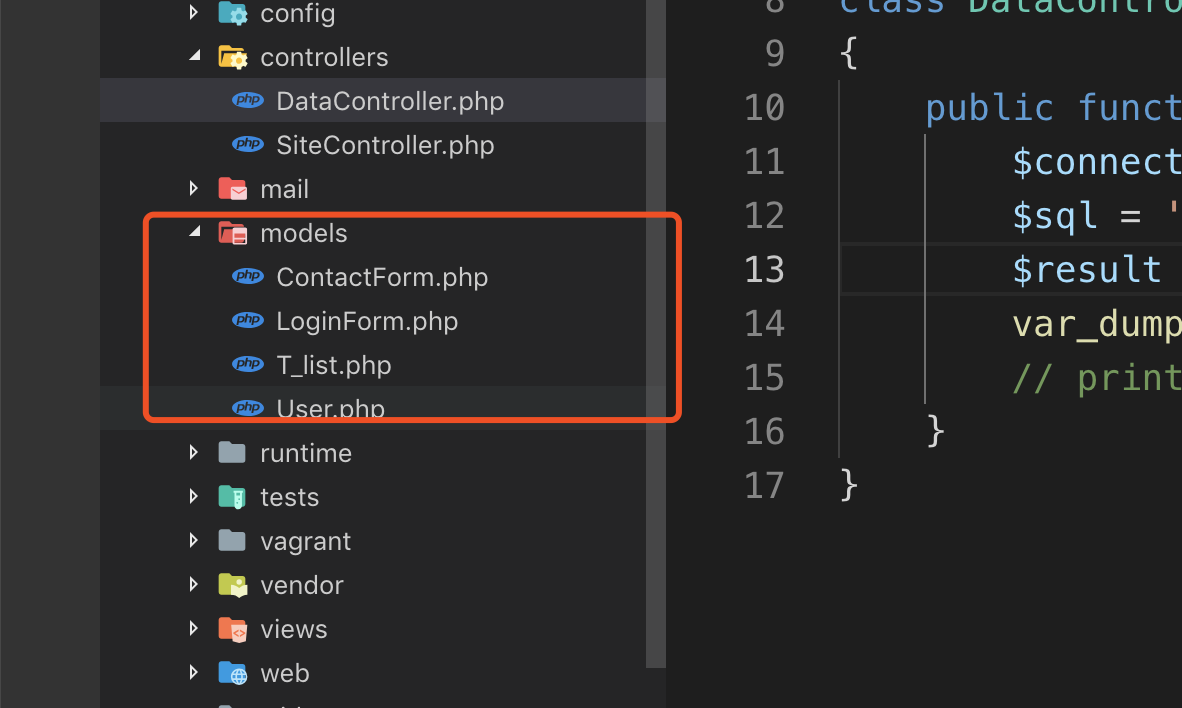 config
controllers
php DataController.php
php SiteController.php
mail
models
php ContactForm.php
php LoginForm.php
php T_list.php
php User.php
runtime
tests
vagrant
vendor
views
web
8 class DataContro
9 {
10 public funct
11 $connect
12 $sql = '
13 $result
14 var_dump
15 // print
16 }
17 }